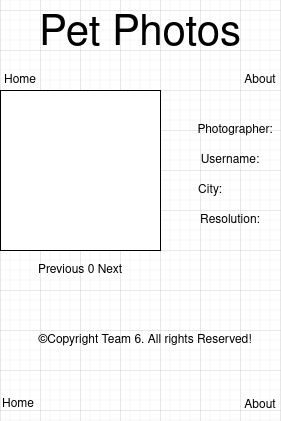 Pet Photos
Home About
Photographer:
Username:
City:
Resolution:
Previous 0 Next
©Copyright Team 6. All rights Reserved!
Home About